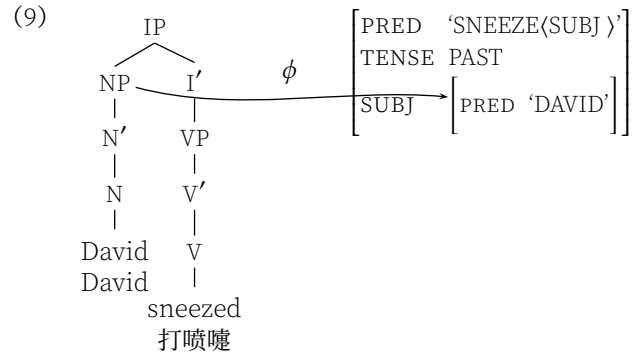 (9)
IP
[PRED ‘SNEEZE⟨SUBJ⟩’
TENSE PAST
SUBJ [PRED ‘DAVID’]]
ϕ
NP I′
N′ VP
N V′
David V
David
sneezed
打喷嚏